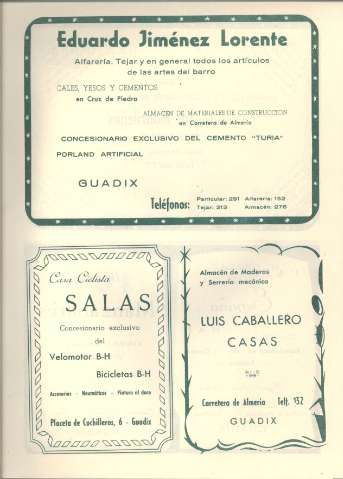 Eduardo Jiménez Lorente
Alfarería, Tejar y en general todos los artículos
de las artes del barro
CALES, YESOS Y CEMENTOS
en Cruz de Piedra
ALMACEN DE MATERIALES DE CONSTRUCCION
en Carretera de Almería
CONCESIONARIO EXCLUSIVO DEL CEMENTO "TURIA"
PORLAND ARTIFICIAL
GUADIX
Teléfonos: Particular: 291 Alfarería: 152
Tejar: 213 Almacén: 276
Casa Ciclista
SALAS
Concesionario exclusivo
del
Velomotor B-H
Bicicletas B-H
Accesorios - Neumáticos - Pintura al duco
Placeta de Cuchilleros, 6 - Guadix
Almacén de Maderas
y Serrería mecánica
LUIS CABALLERO
CASAS
Carretera de Almería Telf. 132
GUADIX